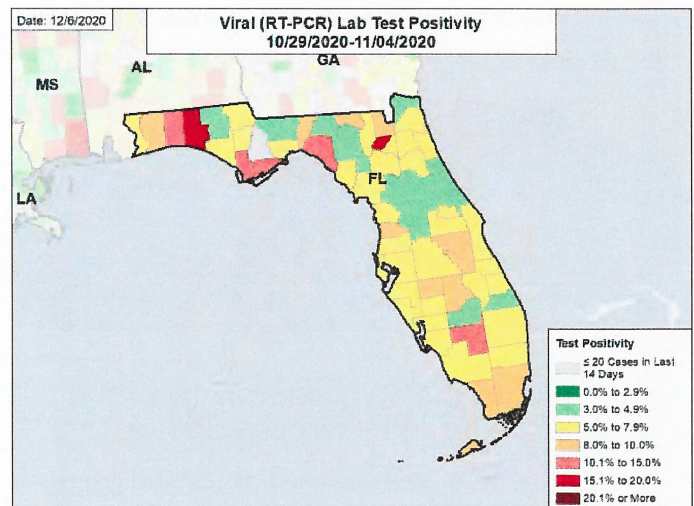 Date: 12/6/2020
Viral (RT-PCR) Lab Test Positivity
10/29/2020-11/04/2020
MS
AL
GA
LA
FL
Test Positivity
≤ 20 Cases in Last
14 Days
0.0% to 2.9%
3.0% to 4.9%
5.0% to 7.9%
8.0% to 10.0%
10.1% to 15.0%
15.1% to 20.0%
20.1% or More